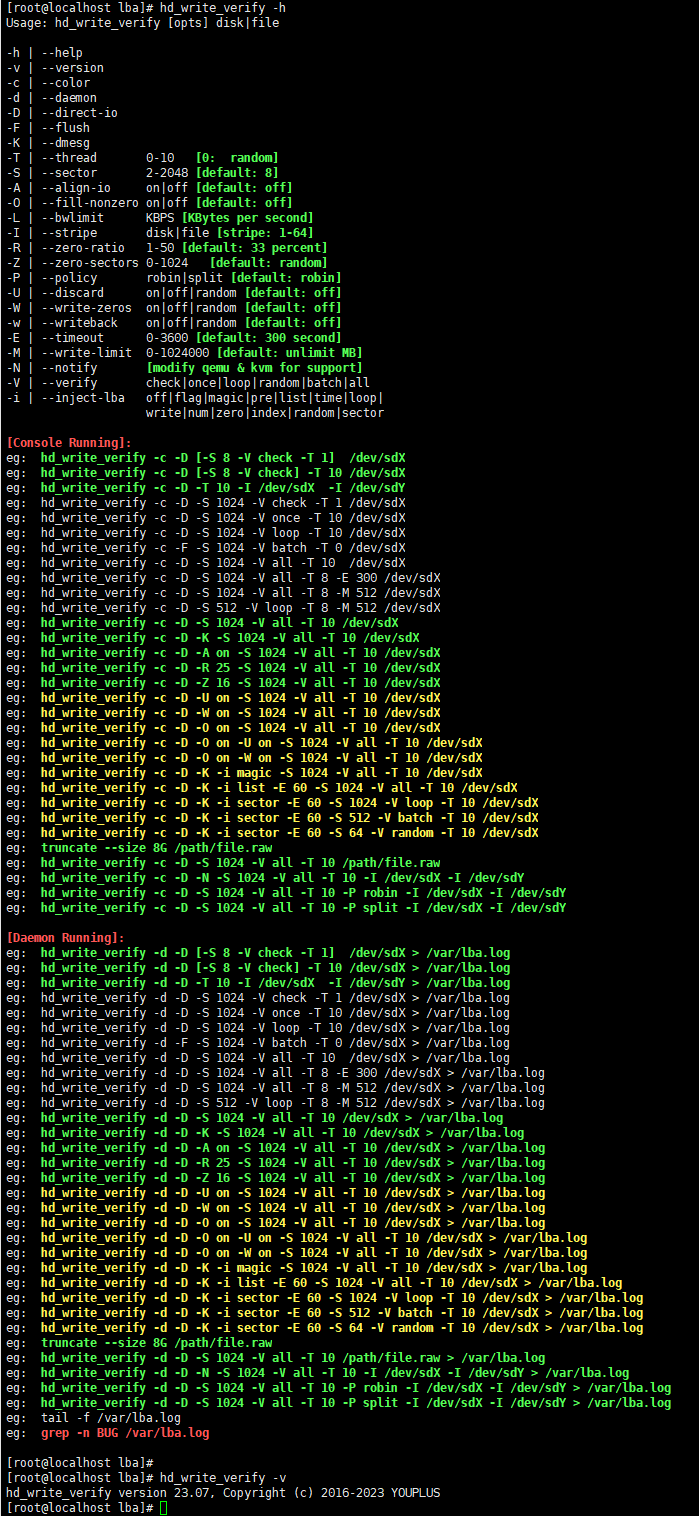 [root@localhost lba]# hd_write_verify -h
Usage: hd_write_verify [opts] disk|file

-h | --help
-v | --version
-c | --color
-d | --daemon
-D | --direct-io
-F | --flush
-K | --dmesg
-T | --thread       0-10   [0:  random]
-S | --sector       2-2048 [default: 8]
-A | --align-io     on|off [default: off]
-O | --fill-nonzero on|off [default: off]
-L | --bwlimit      KBPS [KBytes per second]
-I | --stripe       disk|file [stripe: 1-64]
-R | --zero-ratio   1-50 [default: 33 percent]
-Z | --zero-sectors 0-1024   [default: random]
-P | --policy       robin|split [default: robin]
-U | --discard      on|off|random [default: off]
-W | --write-zeros  on|off|random [default: off]
-w | --writeback    on|off|random [default: off]
-E | --timeout      0-3600 [default: 300 second]
-M | --write-limit  0-1024000 [default: unlimit MB]
-N | --notify       [modify qemu & kvm for support]
-V | --verify       check|once|loop|random|batch|all
-i | --inject-lba   off|flag|magic|pre|list|time|loop|
                    write|num|zero|index|random|sector

[Console Running]:
eg:  hd_write_verify -c -D [-S 8 -V check -T 1]  /dev/sdX
eg:  hd_write_verify -c -D [-S 8 -V check] -T 10 /dev/sdX
eg:  hd_write_verify -c -D -T 10 -I /dev/sdX  -I /dev/sdY
eg:  hd_write_verify -c -D -S 1024 -V check -T 1 /dev/sdX
eg:  hd_write_verify -c -D -S 1024 -V once -T 10 /dev/sdX
eg:  hd_write_verify -c -D -S 1024 -V loop -T 10 /dev/sdX
eg:  hd_write_verify -c -F -S 1024 -V batch -T 0 /dev/sdX
eg:  hd_write_verify -c -D -S 1024 -V all -T 10  /dev/sdX
eg:  hd_write_verify -c -D -S 1024 -V all -T 8 -E 300 /dev/sdX
eg:  hd_write_verify -c -D -S 1024 -V all -T 8 -M 512 /dev/sdX
eg:  hd_write_verify -c -D -S 512 -V loop -T 8 -M 512 /dev/sdX
eg:  hd_write_verify -c -D -S 1024 -V all -T 10 /dev/sdX
eg:  hd_write_verify -c -D -K -S 1024 -V all -T 10 /dev/sdX
eg:  hd_write_verify -c -D -A on -S 1024 -V all -T 10 /dev/sdX
eg:  hd_write_verify -c -D -R 25 -S 1024 -V all -T 10 /dev/sdX
eg:  hd_write_verify -c -D -Z 16 -S 1024 -V all -T 10 /dev/sdX
eg:  hd_write_verify -c -D -U on -S 1024 -V all -T 10 /dev/sdX
eg:  hd_write_verify -c -D -W on -S 1024 -V all -T 10 /dev/sdX
eg:  hd_write_verify -c -D -O on -S 1024 -V all -T 10 /dev/sdX
eg:  hd_write_verify -c -D -O on -U on -S 1024 -V all -T 10 /dev/sdX
eg:  hd_write_verify -c -D -O on -W on -S 1024 -V all -T 10 /dev/sdX
eg:  hd_write_verify -c -D -K -i magic -S 1024 -V all -T 10 /dev/sdX
eg:  hd_write_verify -c -D -K -i list -E 60 -S 1024 -V all -T 10 /dev/sdX
eg:  hd_write_verify -c -D -K -i sector -E 60 -S 1024 -V loop -T 10 /dev/sdX
eg:  hd_write_verify -c -D -K -i sector -E 60 -S 512 -V batch -T 10 /dev/sdX
eg:  hd_write_verify -c -D -K -i sector -E 60 -S 64 -V random -T 10 /dev/sdX
eg:  truncate --size 8G /path/file.raw
eg:  hd_write_verify -c -D -S 1024 -V all -T 10 /path/file.raw
eg:  hd_write_verify -c -D -N -S 1024 -V all -T 10 -I /dev/sdX -I /dev/sdY
eg:  hd_write_verify -c -D -S 1024 -V all -T 10 -P robin -I /dev/sdX -I /dev/sdY
eg:  hd_write_verify -c -D -S 1024 -V all -T 10 -P split -I /dev/sdX -I /dev/sdY

[Daemon Running]:
eg:  hd_write_verify -d -D [-S 8 -V check -T 1]  /dev/sdX > /var/lba.log
eg:  hd_write_verify -d -D [-S 8 -V check] -T 10 /dev/sdX > /var/lba.log
eg:  hd_write_verify -d -D -T 10 -I /dev/sdX  -I /dev/sdY > /var/lba.log
eg:  hd_write_verify -d -D -S 1024 -V check -T 1 /dev/sdX > /var/lba.log
eg:  hd_write_verify -d -D -S 1024 -V once -T 10 /dev/sdX > /var/lba.log
eg:  hd_write_verify -d -D -S 1024 -V loop -T 10 /dev/sdX > /var/lba.log
eg:  hd_write_verify -d -F -S 1024 -V batch -T 0 /dev/sdX > /var/lba.log
eg:  hd_write_verify -d -D -S 1024 -V all -T 10  /dev/sdX > /var/lba.log
eg:  hd_write_verify -d -D -S 1024 -V all -T 8 -E 300 /dev/sdX > /var/lba.log
eg:  hd_write_verify -d -D -S 1024 -V all -T 8 -M 512 /dev/sdX > /var/lba.log
eg:  hd_write_verify -d -D -S 512 -V loop -T 8 -M 512 /dev/sdX > /var/lba.log
eg:  hd_write_verify -d -D -S 1024 -V all -T 10 /dev/sdX > /var/lba.log
eg:  hd_write_verify -d -D -K -S 1024 -V all -T 10 /dev/sdX > /var/lba.log
eg:  hd_write_verify -d -D -A on -S 1024 -V all -T 10 /dev/sdX > /var/lba.log
eg:  hd_write_verify -d -D -R 25 -S 1024 -V all -T 10 /dev/sdX > /var/lba.log
eg:  hd_write_verify -d -D -Z 16 -S 1024 -V all -T 10 /dev/sdX > /var/lba.log
eg:  hd_write_verify -d -D -U on -S 1024 -V all -T 10 /dev/sdX > /var/lba.log
eg:  hd_write_verify -d -D -W on -S 1024 -V all -T 10 /dev/sdX > /var/lba.log
eg:  hd_write_verify -d -D -O on -S 1024 -V all -T 10 /dev/sdX > /var/lba.log
eg:  hd_write_verify -d -D -O on -U on -S 1024 -V all -T 10 /dev/sdX > /var/lba.log
eg:  hd_write_verify -d -D -O on -W on -S 1024 -V all -T 10 /dev/sdX > /var/lba.log
eg:  hd_write_verify -d -D -K -i magic -S 1024 -V all -T 10 /dev/sdX > /var/lba.log
eg:  hd_write_verify -d -D -K -i list -E 60 -S 1024 -V all -T 10 /dev/sdX > /var/lba.log
eg:  hd_write_verify -d -D -K -i sector -E 60 -S 1024 -V loop -T 10 /dev/sdX > /var/lba.log
eg:  hd_write_verify -d -D -K -i sector -E 60 -S 512 -V batch -T 10 /dev/sdX > /var/lba.log
eg:  hd_write_verify -d -D -K -i sector -E 60 -S 64 -V random -T 10 /dev/sdX > /var/lba.log
eg:  truncate --size 8G /path/file.raw
eg:  hd_write_verify -d -D -S 1024 -V all -T 10 /path/file.raw > /var/lba.log
eg:  hd_write_verify -d -D -N -S 1024 -V all -T 10 -I /dev/sdX -I /dev/sdY > /var/lba.log
eg:  hd_write_verify -d -D -S 1024 -V all -T 10 -P robin -I /dev/sdX -I /dev/sdY > /var/lba.log
eg:  hd_write_verify -d -D -S 1024 -V all -T 10 -P split -I /dev/sdX -I /dev/sdY > /var/lba.log
eg:  tail -f /var/lba.log
eg:  grep -n BUG /var/lba.log

[root@localhost lba]#
[root@localhost lba]# hd_write_verify -v
hd_write_verify version 23.07, Copyright (c) 2016-2023 YOUPLUS
[root@localhost lba]#